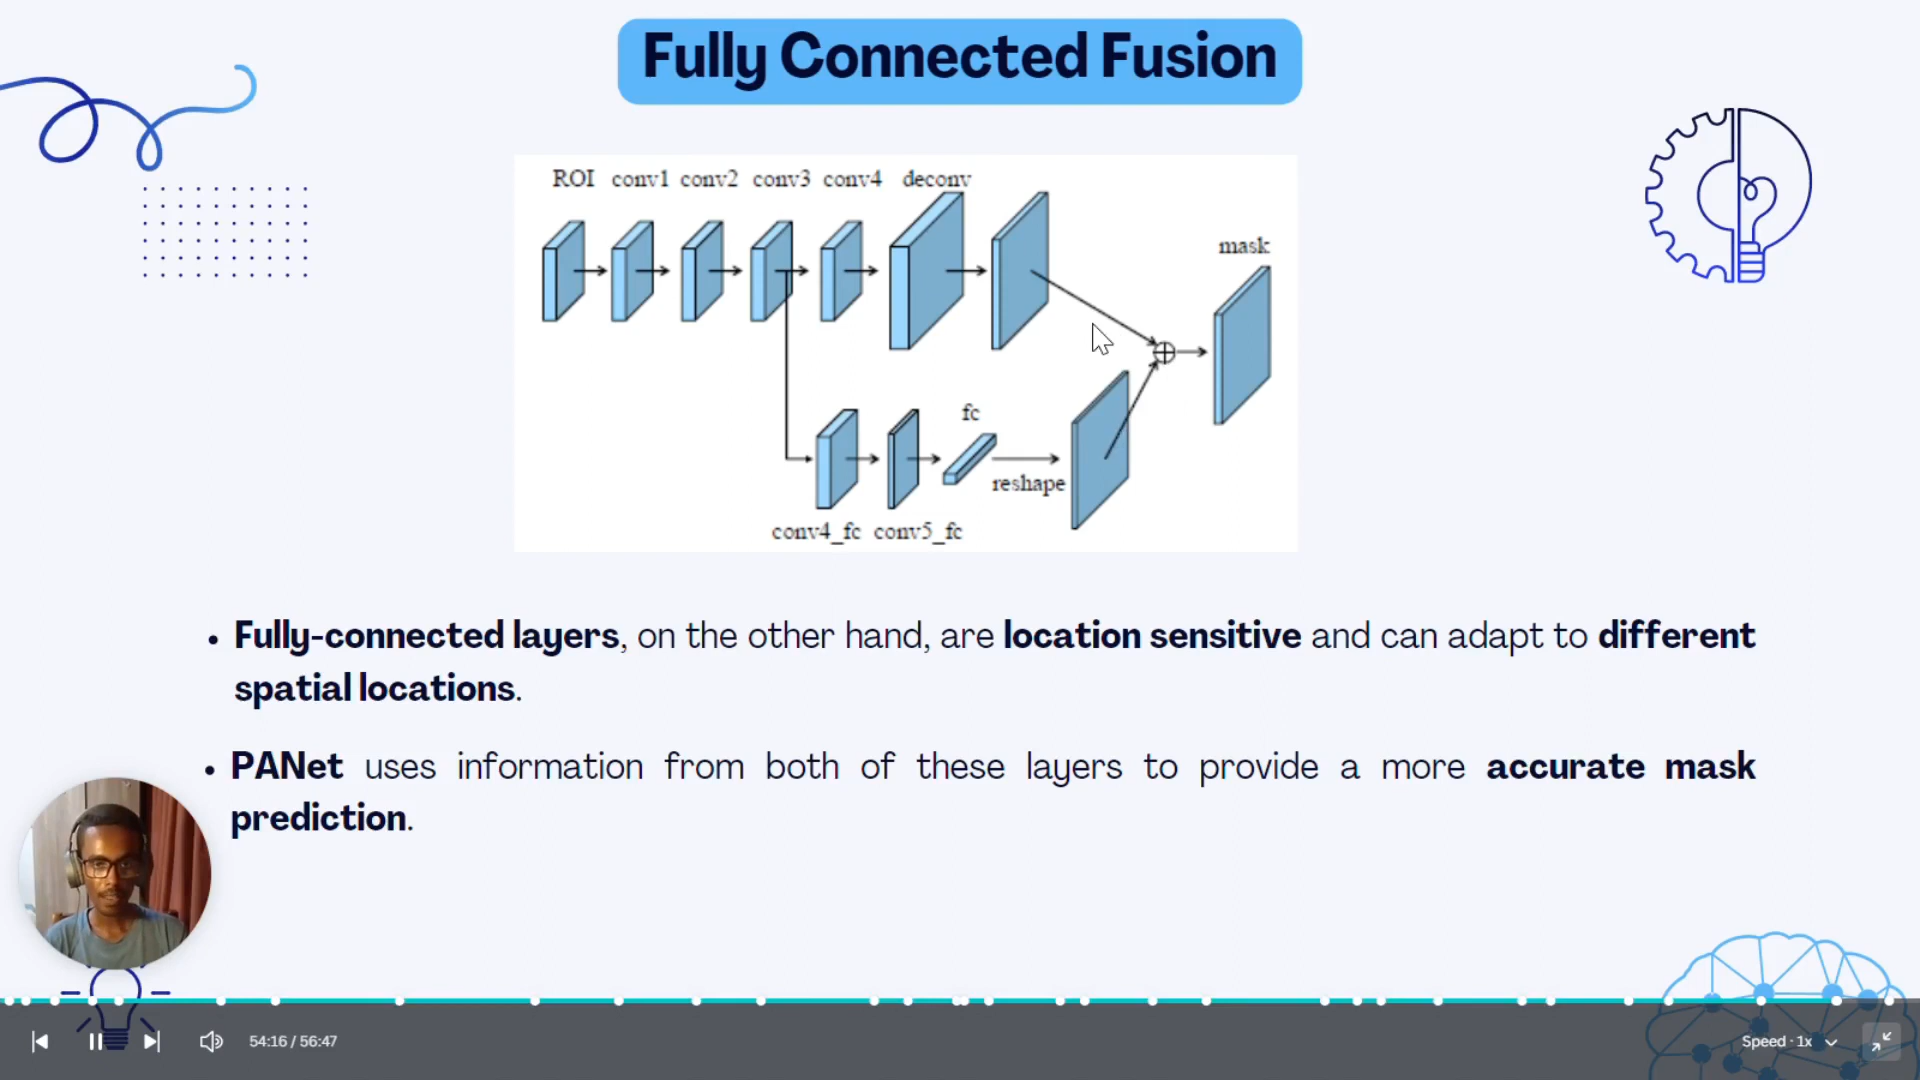 Fully Connected Fusion
ROI conv1 conv2 conv3 conv4 deconv
mask
fc
reshape
conv4_fc conv5_fc
• Fully-connected layers, on the other hand, are location sensitive and can adapt to different
spatial locations.
• PANet uses information from both of these layers to provide a more accurate mask
prediction.
54:16 / 56:47
Speed · 1x